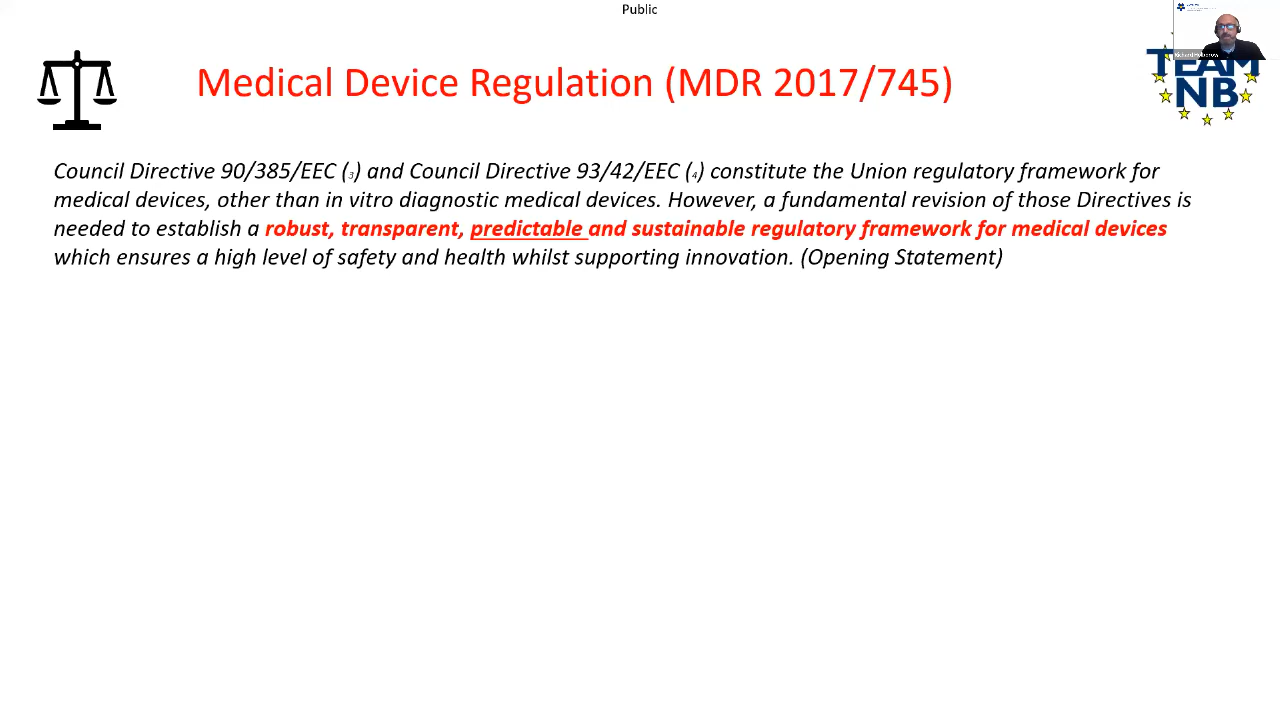 Public
Medical Device Regulation (MDR 2017/745)
TEAM
NB
Council Directive 90/385/EEC (3) and Council Directive 93/42/EEC (4) constitute the Union regulatory framework for
medical devices, other than in vitro diagnostic medical devices. However, a fundamental revision of those Directives is
needed to establish a robust, transparent, predictable and sustainable regulatory framework for medical devices
which ensures a high level of safety and health whilst supporting innovation. (Opening Statement)